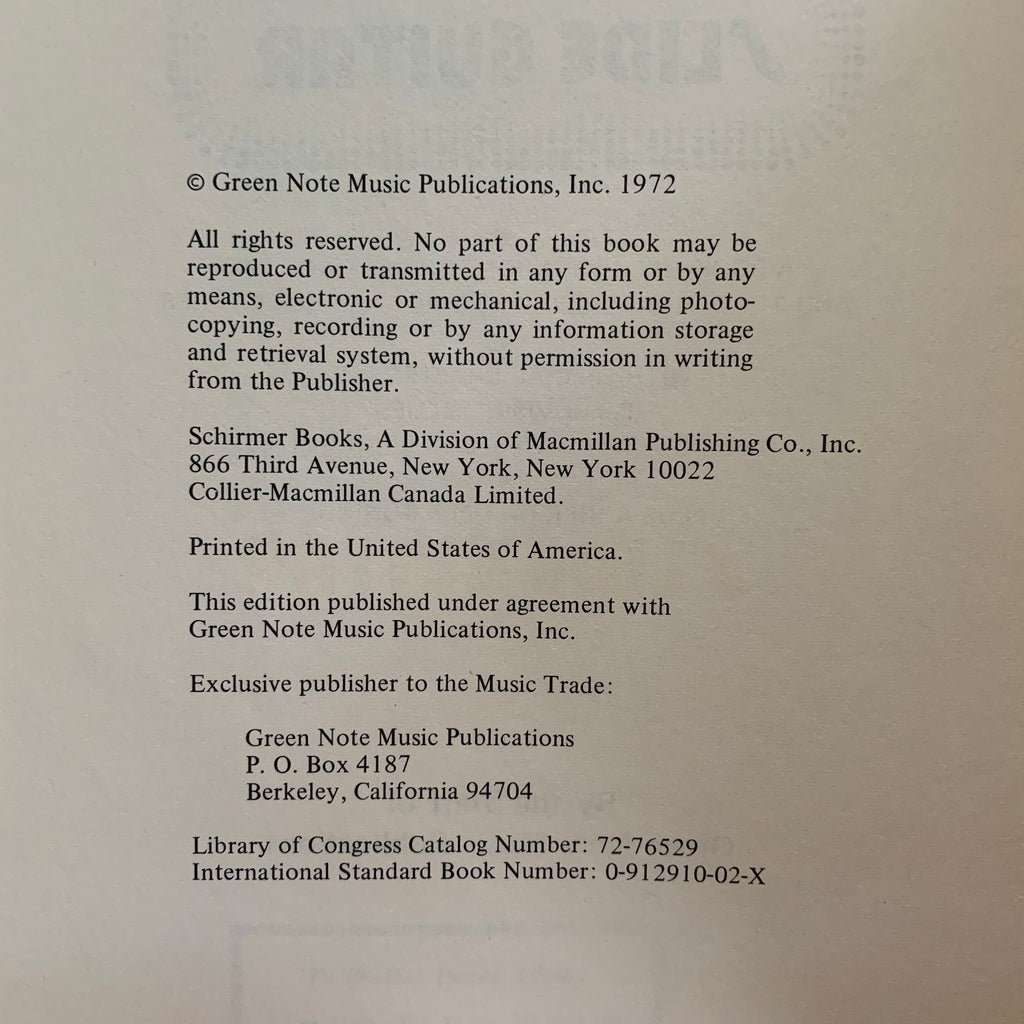 SLIDE GUITAR
© Green Note Music Publications, Inc. 1972
All rights reserved. No part of this book may be
reproduced or transmitted in any form or by any
means, electronic or mechanical, including photo-
copying, recording or by any information storage
and retrieval system, without permission in writing
from the Publisher.
Schirmer Books, A Division of Macmillan Publishing Co., Inc.
866 Third Avenue, New York, New York 10022
Collier-Macmillan Canada Limited.
Printed in the United States of America.
This edition published under agreement with
Green Note Music Publications, Inc.
Exclusive publisher to the Music Trade:
Green Note Music Publications
P. O. Box 4187
Berkeley, California 94704
Library of Congress Catalog Number: 72-76529
International Standard Book Number: 0-912910-02-X